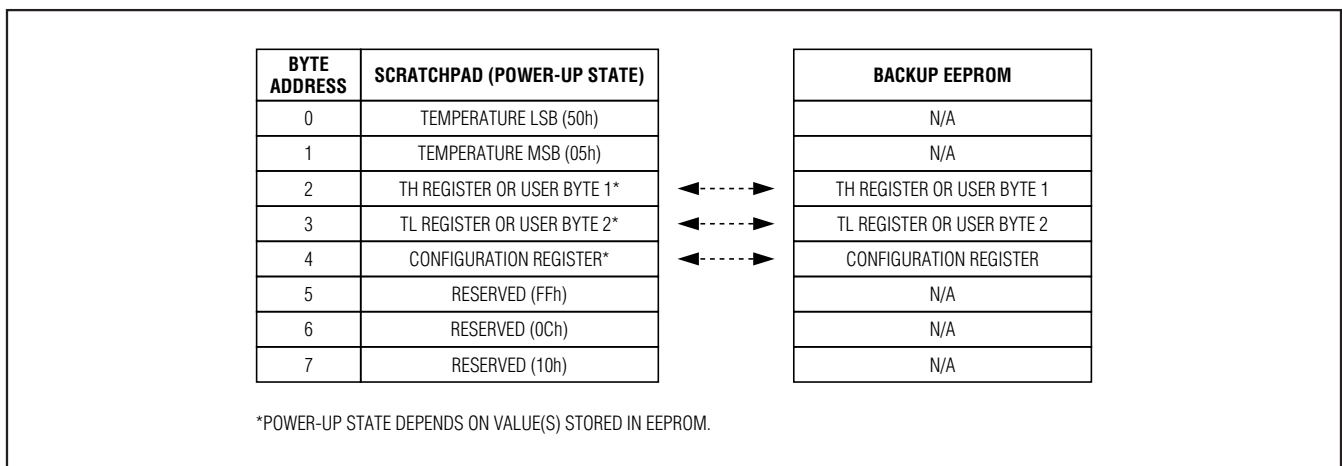 BYTE ADDRESS SCRATCHPAD (POWER-UP STATE) BACKUP EEPROM
0 TEMPERATURE LSB (50h) N/A
1 TEMPERATURE MSB (05h) N/A
2 TH REGISTER OR USER BYTE 1* TH REGISTER OR USER BYTE 1
3 TL REGISTER OR USER BYTE 2* TL REGISTER OR USER BYTE 2
4 CONFIGURATION REGISTER* CONFIGURATION REGISTER
5 RESERVED (FFh) N/A
6 RESERVED (0Ch) N/A
7 RESERVED (10h) N/A
*POWER-UP STATE DEPENDS ON VALUE(S) STORED IN EEPROM.